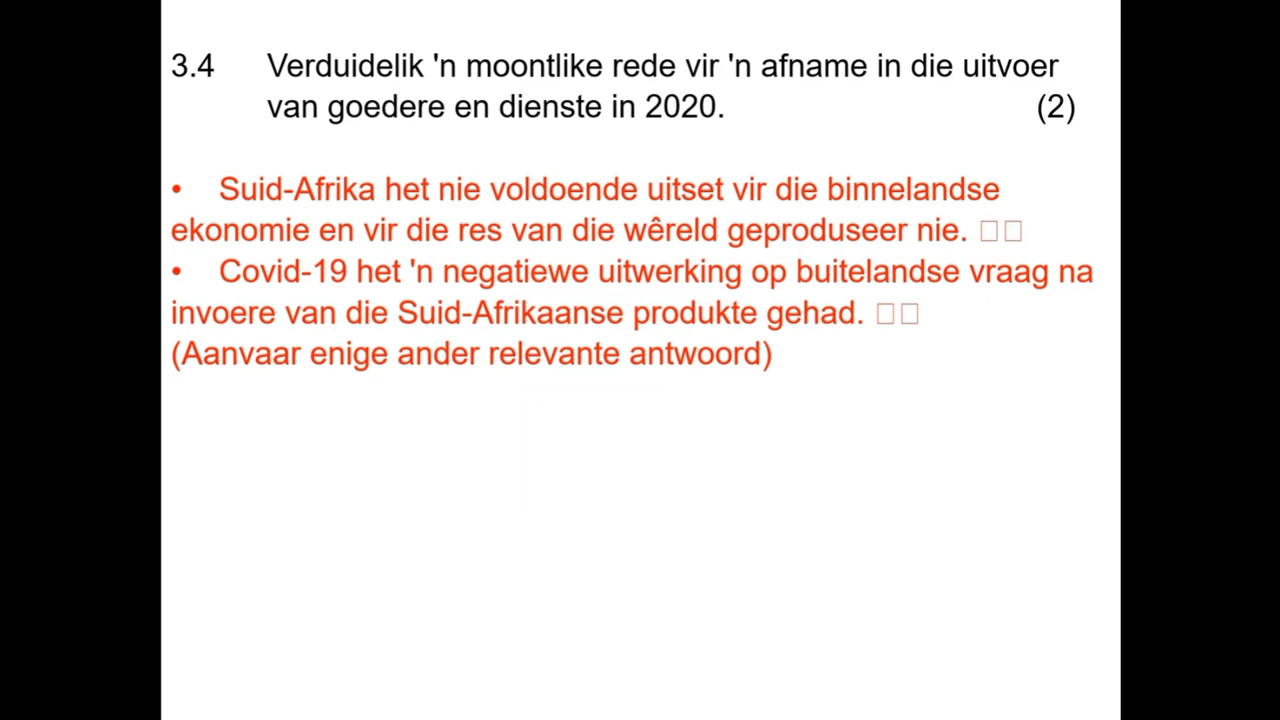 3.4 Verduidelik 'n moontlike rede vir 'n afname in die uitvoer
van goedere en dienste in 2020. (2)
• Suid-Afrika het nie voldoende uitset vir die binnelandse
ekonomie en vir die res van die wêreld geproduseer nie. □□
• Covid-19 het 'n negatiewe uitwerking op buitelandse vraag na
invoere van die Suid-Afrikaanse produkte gehad. □□
(Aanvaar enige ander relevante antwoord)